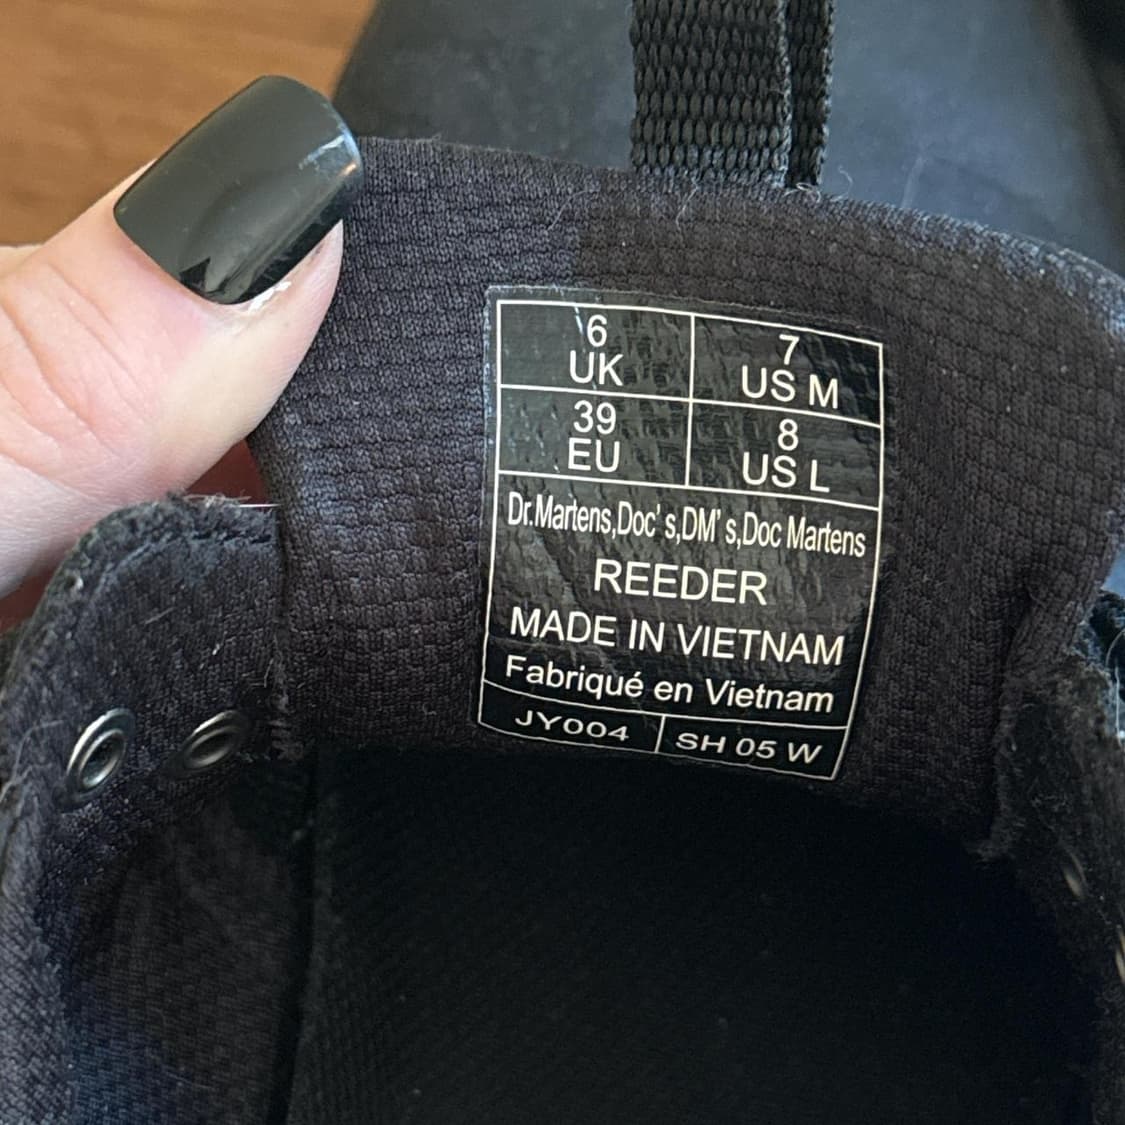 6 7
UK US M
39 8
EU US L
Dr.Martens,Doc's,DM's,Doc Martens
REEDER
MADE IN VIETNAM
Fabriqué en Vietnam
JY004 SH 05 W